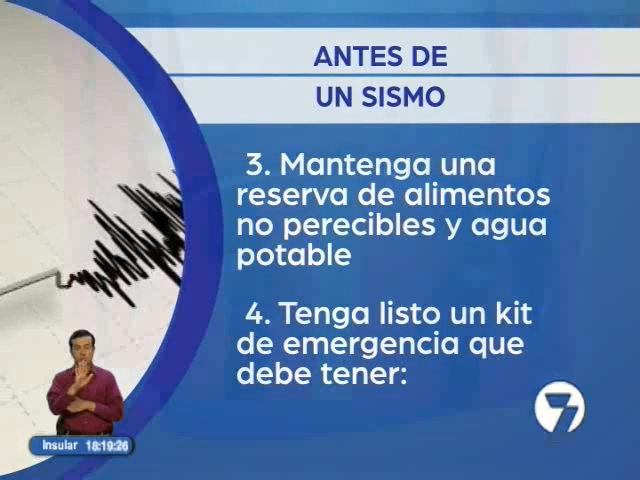 ANTES DE
UN SISMO
3. Mantenga una
reserva de alimentos
no perecibles y agua
potable
4. Tenga listo un kit
de emergencia que
debe tener:
7
Insular 18:19:26